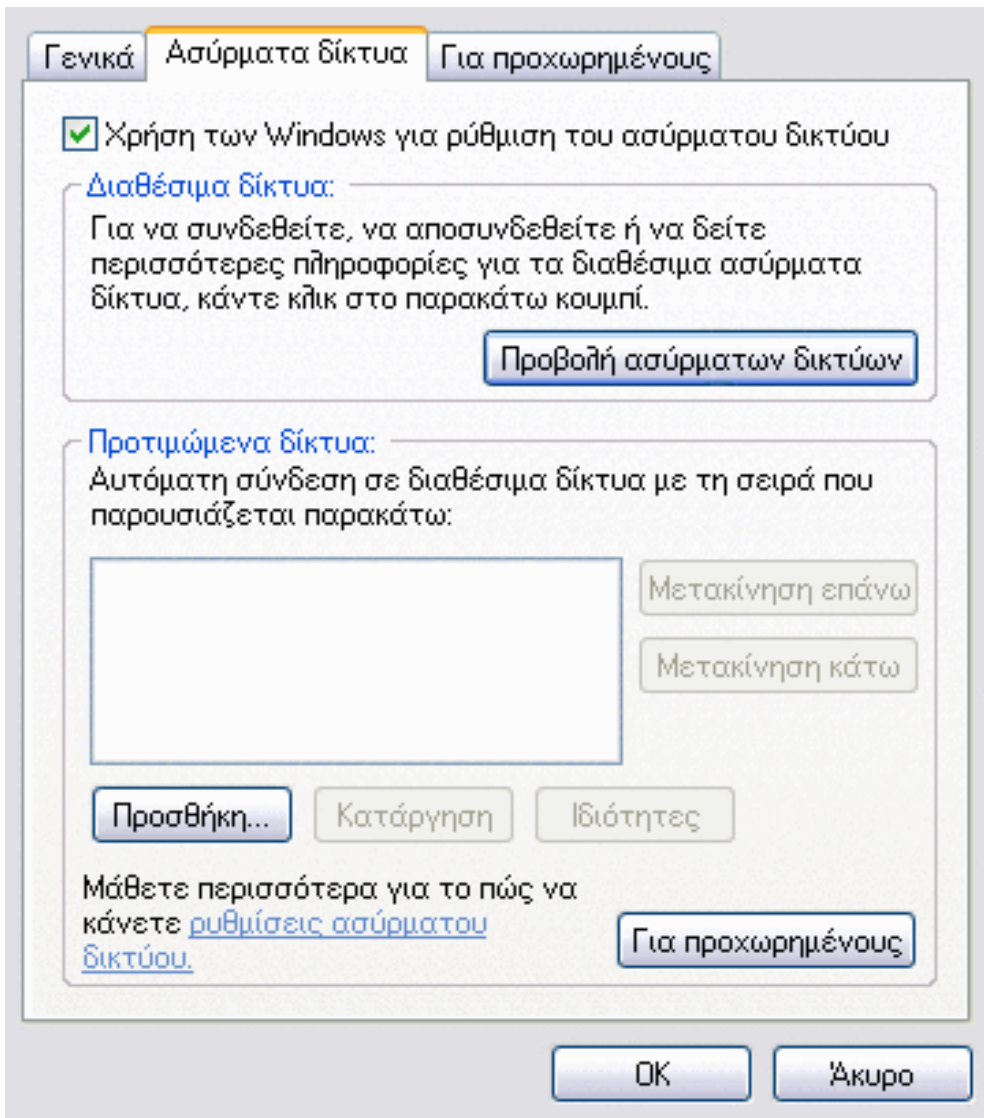 Γενικά
Ασύρματα δίκτυα
Για προχωρημένους
Χρήση των Windows για ρύθμιση του ασύρματου δικτύου
Διαθέσιμα δίκτυα:
Για να συνδεθείτε, να αποσυνδεθείτε ή να δείτε
περισσότερες πληροφορίες για τα διαθέσιμα ασύρματα
δίκτυα, κάντε κλικ στο παρακάτω κουμπί.
Προβολή ασύρματων δικτύων
Προτιμώμενα δίκτυα:
Αυτόματη σύνδεση σε διαθέσιμα δίκτυα με τη σειρά που
παρουσιάζεται παρακάτω:
Μετακίνηση επάνω
Μετακίνηση κάτω
Προσθήκη...
Κατάργηση
Ιδιότητες
Μάθετε περισσότερα για το πώς να
κάνετε ρυθμίσεις ασύρματου
δικτύου.
Για προχωρημένους
OK
Άκυρο